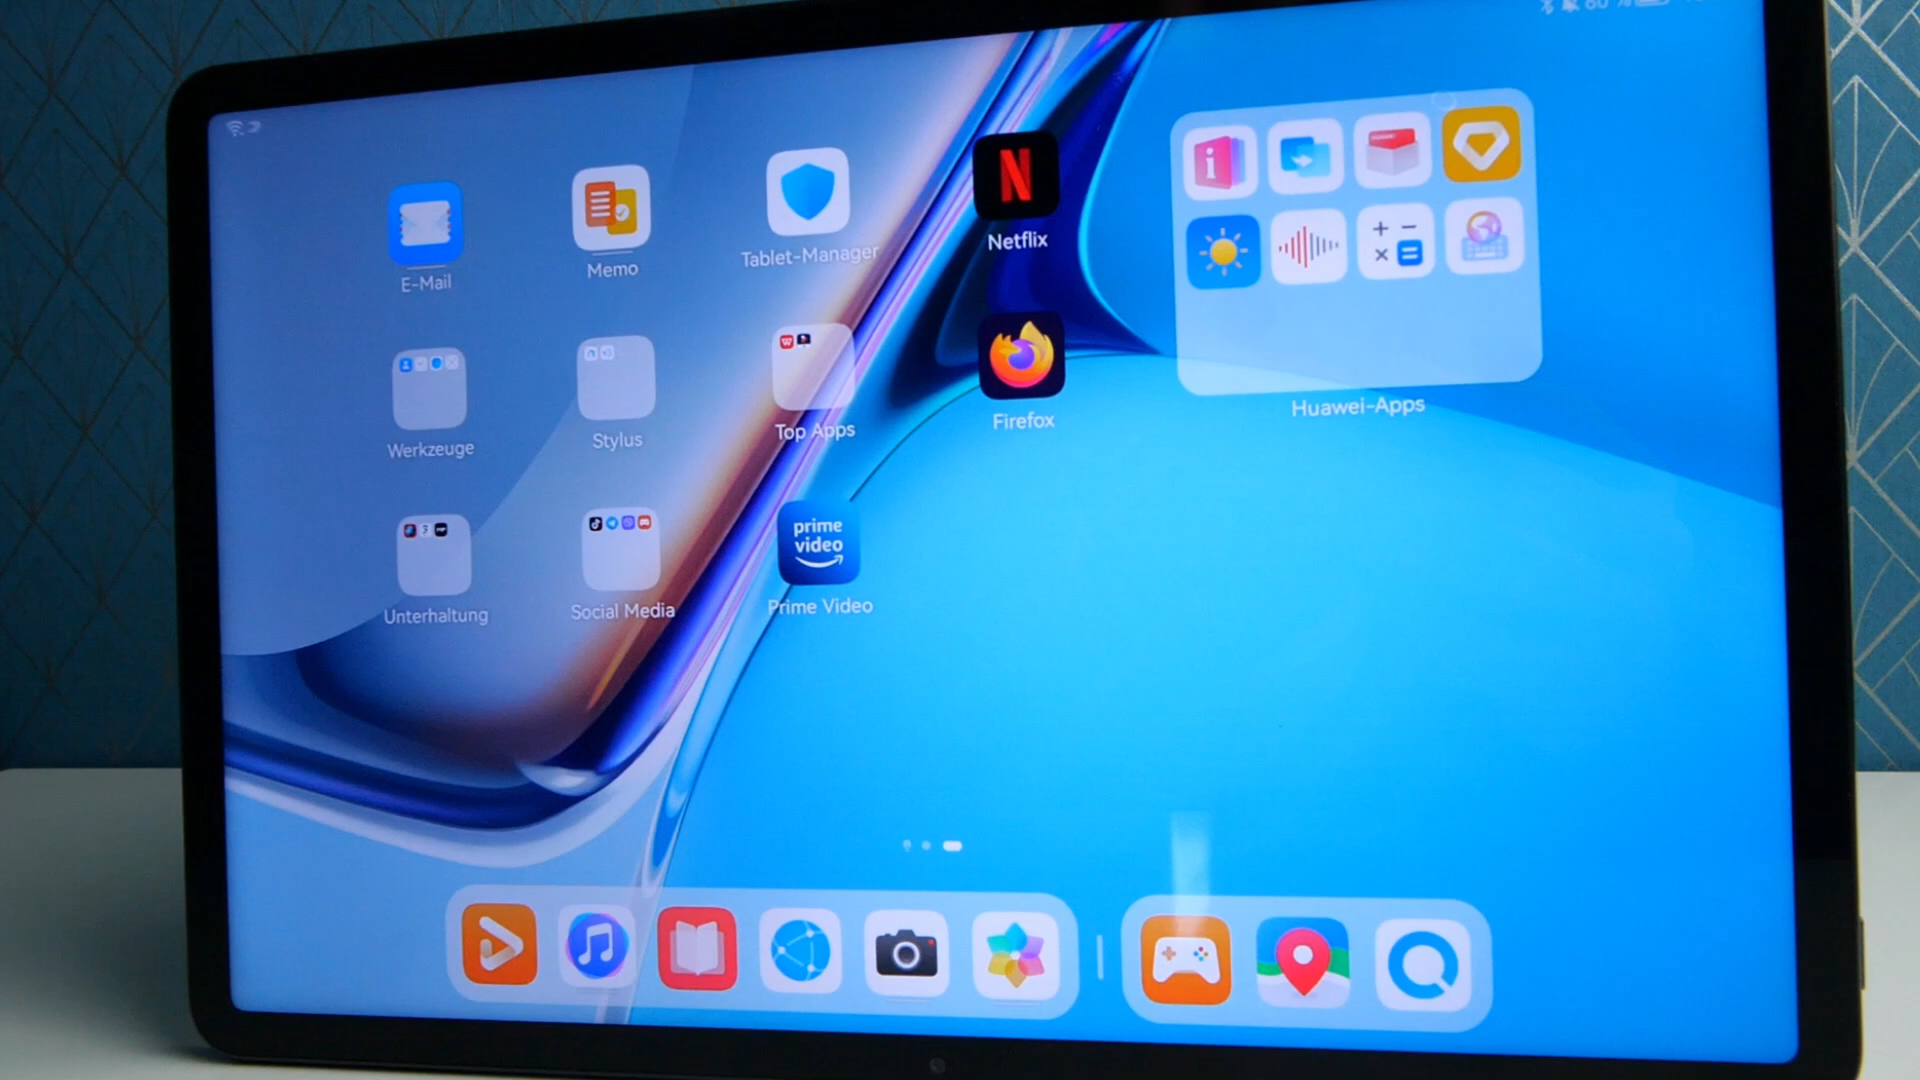 60 %
E-Mail
Memo
Tablet-Manager
N
Netflix
Werkzeuge
Stylus
Top Apps
Firefox
Huawei-Apps
Unterhaltung
Social Media
prime
video
Prime Video